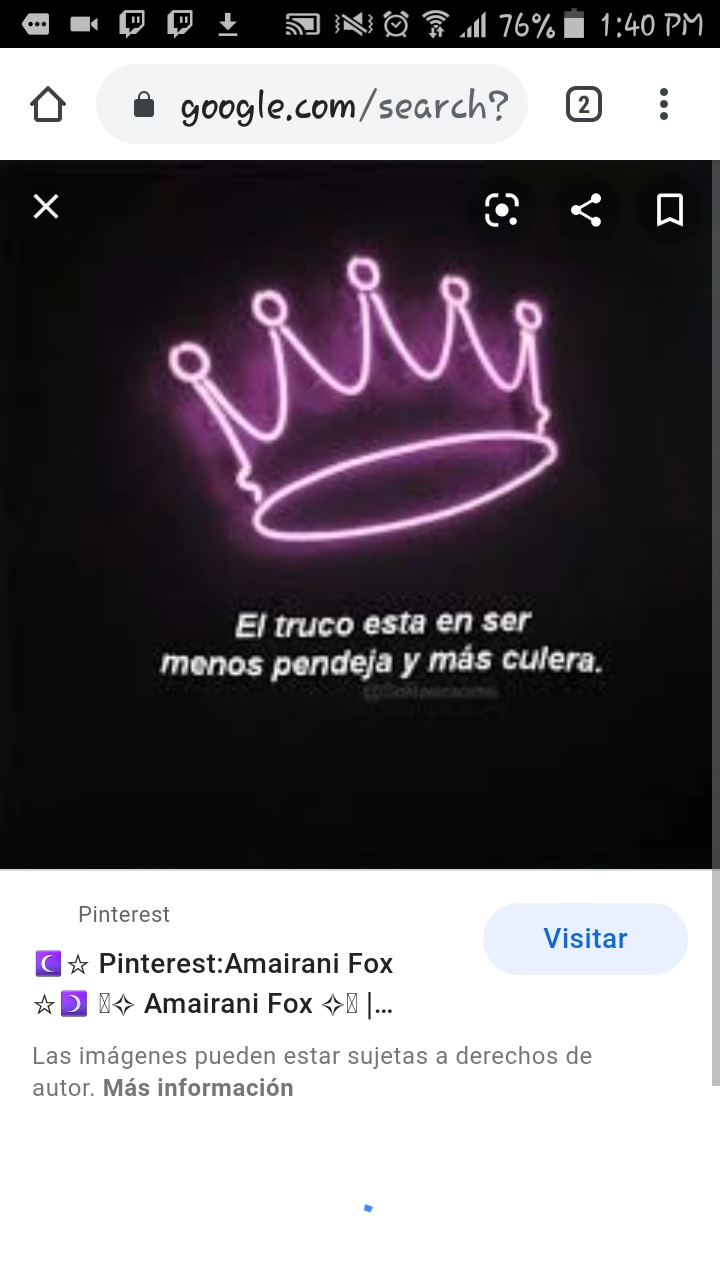 76% 1:40 PM
google.com/search?
2
El truco esta en ser
menos pendeja y más culera.
Pinterest
Visitar
☆ Pinterest:Amairani Fox
☆ ✧ Amairani Fox ✧ |...
Las imágenes pueden estar sujetas a derechos de
autor. Más información